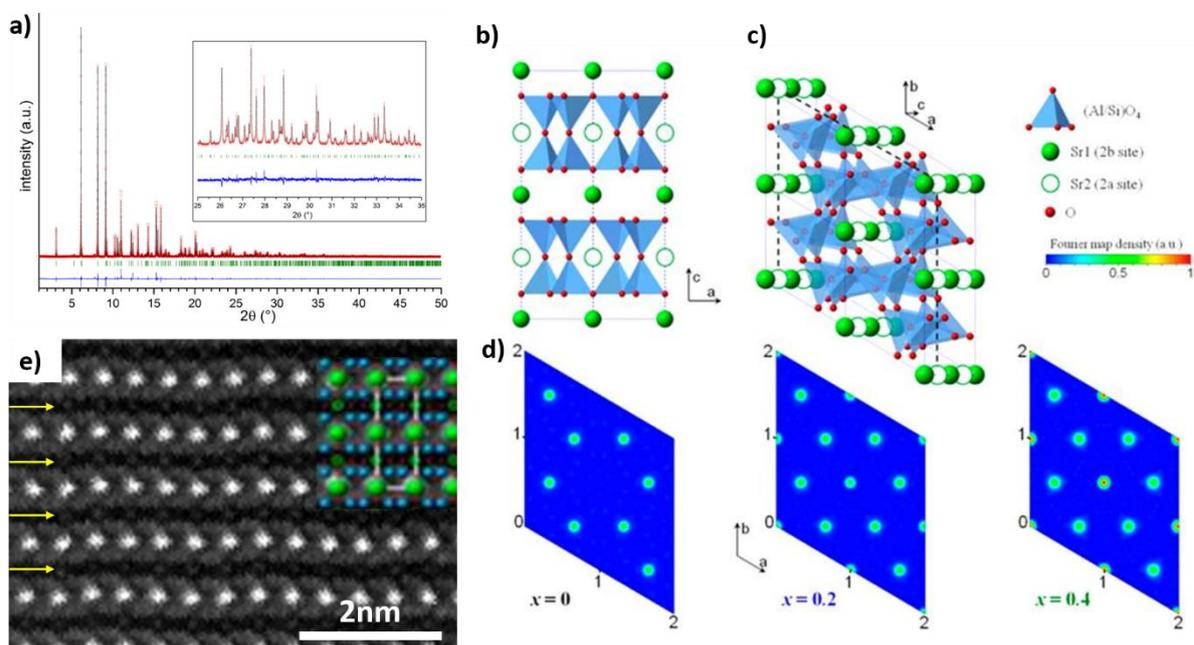 a)
intensity (a.u.)
25 26 27 28 29 30 31 32 33 34 35
2θ (°)
5 10 15 20 25 30 35 40 45 50
2θ (°)
b)
c
a
c)
b
c
a
(Al/Si)O4
Sr1 (2b site)
Sr2 (2a site)
O
Fourier map density (a.u.)
0 0.5 1
d)
2
1
0
1
2
x = 0
b
a
2
1
0
1
2
x = 0.2
2
1
0
1
2
x = 0.4
e)
2nm